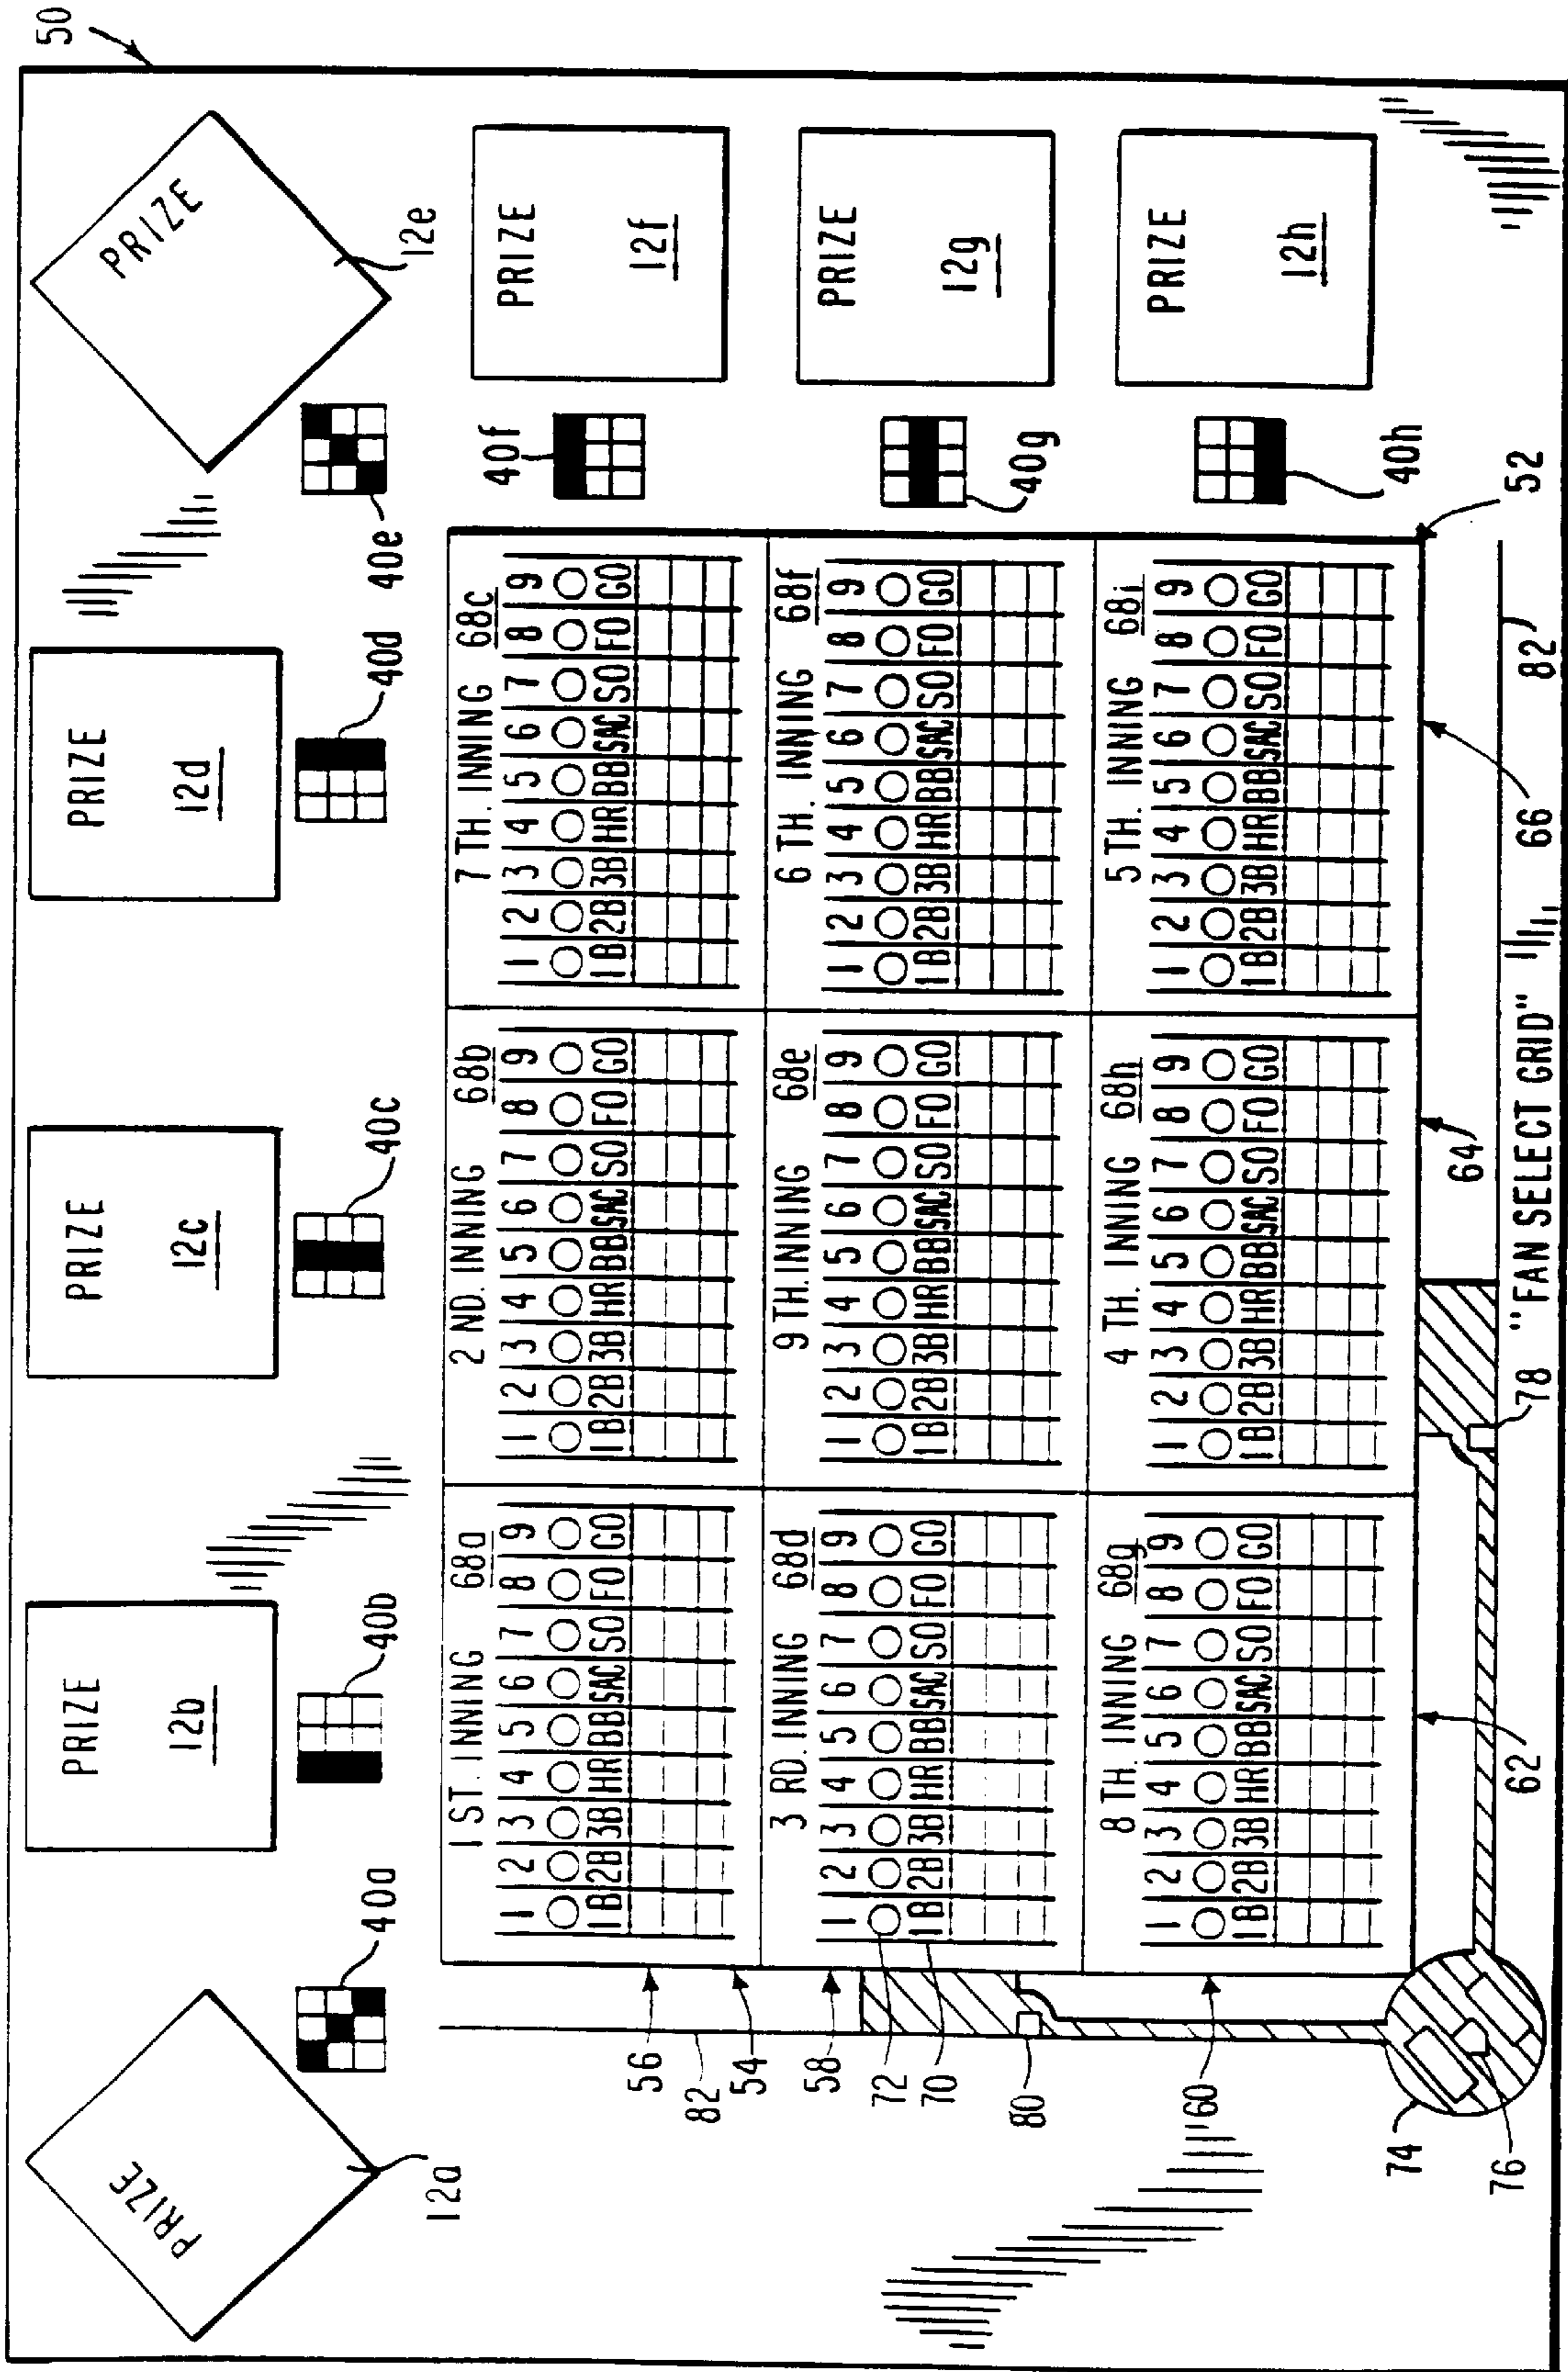 50
PRIZE
PRIZE 12b
PRIZE 12c
PRIZE 12d
PRIZE
12a
40a
40b
40c
40d
40e
12e
1 ST. INNING 68a
1 2 3 4 5 6 7 8 9
1B 2B 3B HR BB SAC SO FO GO
2 ND. INNING 68b
1 2 3 4 5 6 7 8 9
1B 2B 3B HR BB SAC SO FO GO
7 TH. INNING 68c
1 2 3 4 5 6 7 8 9
1B 2B 3B HR BB SAC SO FO GO
40f
PRIZE
12f
56
82
54
3 RD. INNING 68d
1 2 3 4 5 6 7 8 9
1B 2B 3B HR BB SAC SO FO GO
9 TH. INNING 68e
1 2 3 4 5 6 7 8 9
1B 2B 3B HR BB SAC SO FO GO
6 TH. INNING 68f
1 2 3 4 5 6 7 8 9
1B 2B 3B HR BB SAC SO FO GO
40g
PRIZE
12g
58
72
70
80
8 TH. INNING 68g
1 2 3 4 5 6 7 8 9
1B 2B 3B HR BB SAC SO FO GO
4 TH. INNING 68h
1 2 3 4 5 6 7 8 9
1B 2B 3B HR BB SAC SO FO GO
5 TH. INNING 68i
1 2 3 4 5 6 7 8 9
1B 2B 3B HR BB SAC SO FO GO
40h
PRIZE
12h
60
74
76
62
64
66
52
82
78
"FAN SELECT GRID"